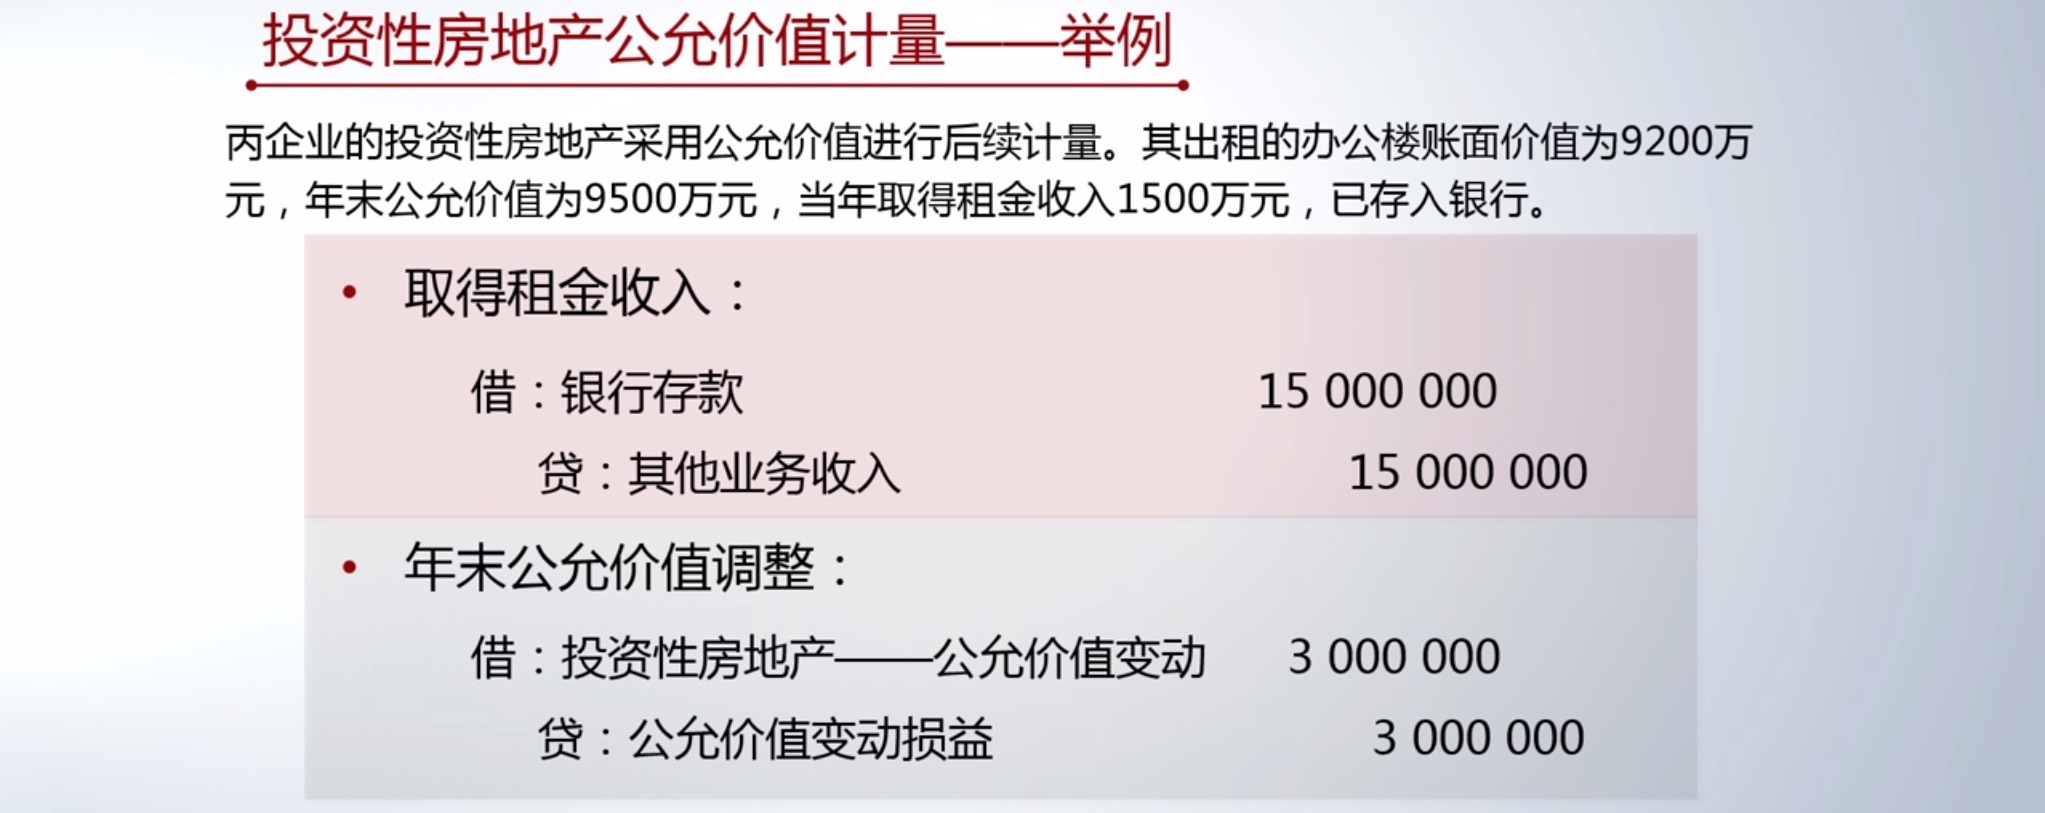 投资性房地产公允价值计量——举例
丙企业的投资性房地产采用公允价值进行后续计量。其出租的办公楼账面价值为9200万
元，年末公允价值为9500万元，当年取得租金收入1500万元，已存入银行。
• 取得租金收入：
借：银行存款 15 000 000
贷：其他业务收入 15 000 000
• 年末公允价值调整：
借：投资性房地产——公允价值变动 3 000 000
贷：公允价值变动损益 3 000 000